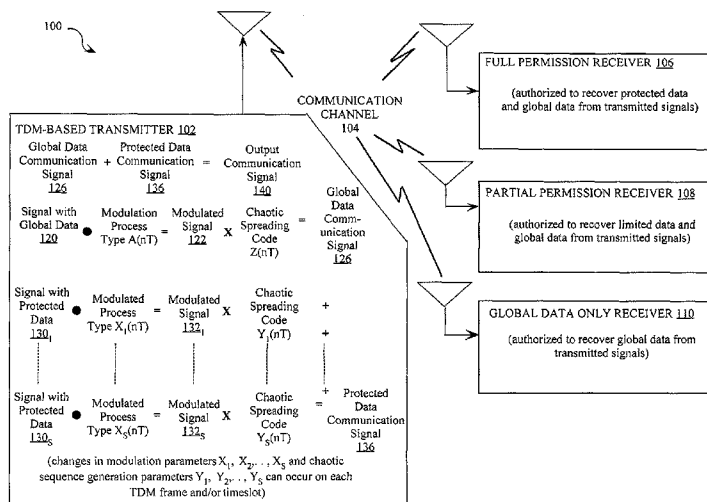 100
COMMUNICATION
CHANNEL
104
FULL PERMISSION RECEIVER 106
(authorized to recover protected data
and global data from transmitted signals)
PARTIAL PERMISSION RECEIVER 108
(authorized to recover limited data and
global data from transmitted signals)
GLOBAL DATA ONLY RECEIVER 110
(authorized to recover global data from
transmitted signals)
TDM-BASED TRANSMITTER 102
Global Data Communication Signal 126 + Protected Data Communication Signal 136 = Output Communication Signal 140
Signal with Global Data 120 ● Modulation Process Type A(nT) = Modulated Signal 122 X Chaotic Spreading Code Z(nT) = Global Data Commu-nication Signal 126
Signal with Protected Data 130₁ ● Modulated Process Type X₁(nT) = Modulated Signal 132₁ X Chaotic Spreading Code Y₁(nT) + +
Signal with Protected Data 130S ● Modulated Process Type XS(nT) = Modulated Signal 132S X Chaotic Spreading Code YS(nT) + = Protected Data Communication Signal 136
(changes in modulation parameters X₁, X₂,. . ., XS and chaotic
sequence generation parameters Y₁, Y₂,. . ., YS can occur on each
TDM frame and/or timeslot)